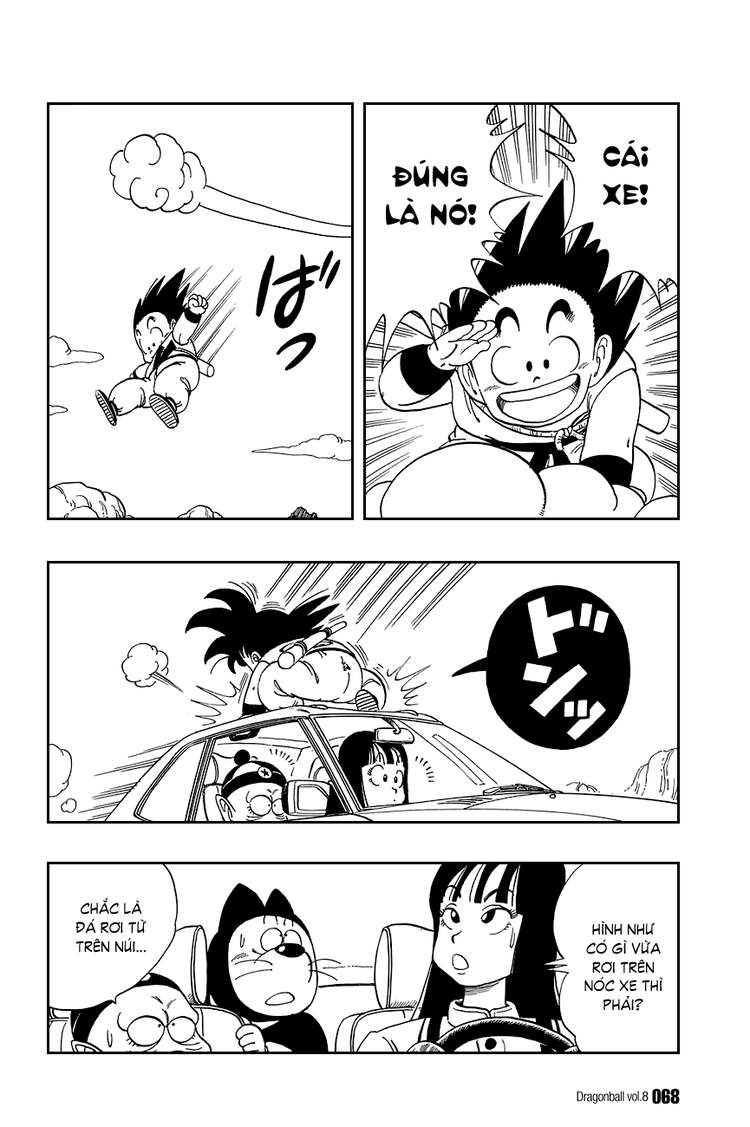 CÁI
XE!
ĐÚNG
LÀ NÓ!
ばっ
ドンッ
HÌNH NHƯ
CÓ GÌ VỪA
RƠI TRÊN
NÓC XE THÌ
PHẢI?
CHẮC LÀ
ĐÁ RƠI TỪ
TRÊN NÚI...
Dragonball vol.8 068